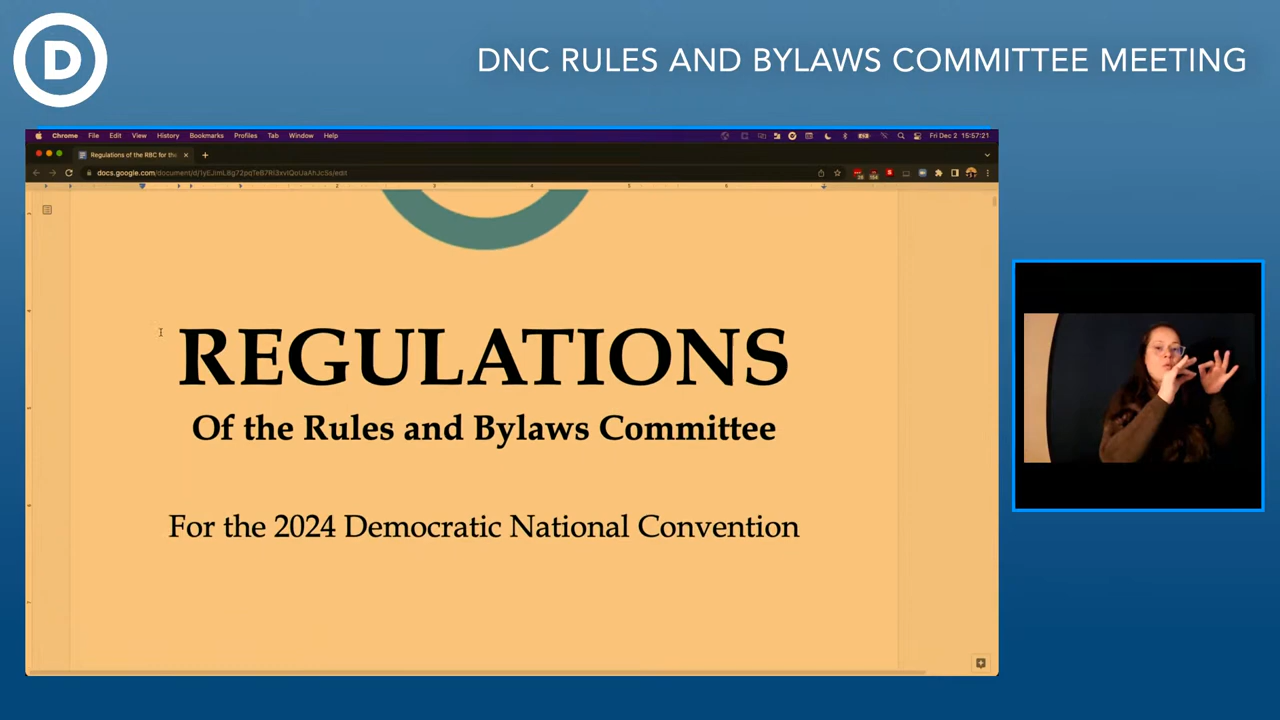 D
DNC RULES AND BYLAWS COMMITTEE MEETING
Chrome File Edit View History Bookmarks Profiles Tab Window Help
Fri Dec 2 15:57:21
Regulations of the RBC for the
REGULATIONS
Of the Rules and Bylaws Committee
For the 2024 Democratic National Convention